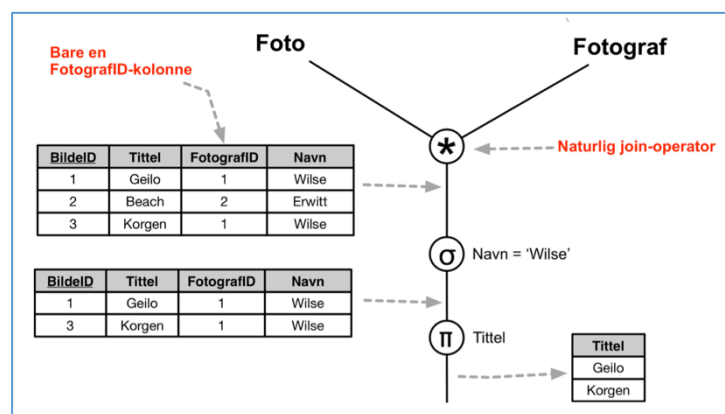 Foto
Fotograf
Bare en
FotografID-kolonne
*
Naturlig join-operator
BildeID Tittel FotografID Navn
1 Geilo 1 Wilse
2 Beach 2 Erwitt
3 Korgen 1 Wilse
σ Navn = ‘Wilse’
BildeID Tittel FotografID Navn
1 Geilo 1 Wilse
3 Korgen 1 Wilse
π Tittel
Tittel
Geilo
Korgen